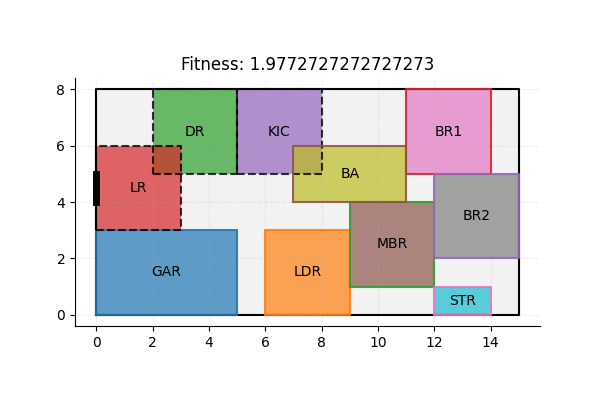 Fitness: 1.9772727272727273
8
6
4
2
0
DR
KIC
BR1
LR
BA
BR2
MBR
GAR
LDR
STR
0 2 4 6 8 10 12 14